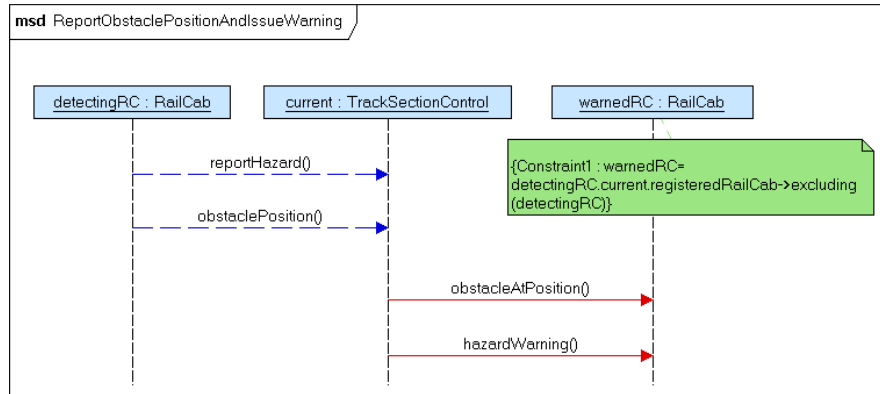 msd ReportObstaclePositionAndIssueWarning
detectingRC : RailCab
current : TrackSectionControl
warnedRC : RailCab
{Constraint1 : warnedRC=
detectingRC.current.registeredRailCab->excluding
(detectingRC)}
reportHazard()
obstaclePosition()
obstacleAtPosition()
hazardWarning()